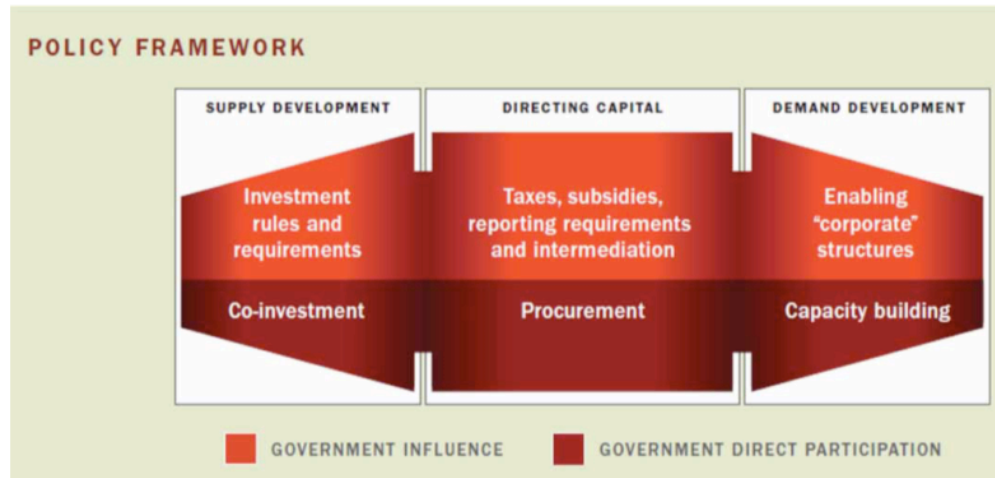 POLICY FRAMEWORK
SUPPLY DEVELOPMENT
DIRECTING CAPITAL
DEMAND DEVELOPMENT
Investment
rules and
requirements
Taxes, subsidies,
reporting requirements
and intermediation
Enabling
"corporate"
structures
Co-investment
Procurement
Capacity building
GOVERNMENT INFLUENCE
GOVERNMENT DIRECT PARTICIPATION